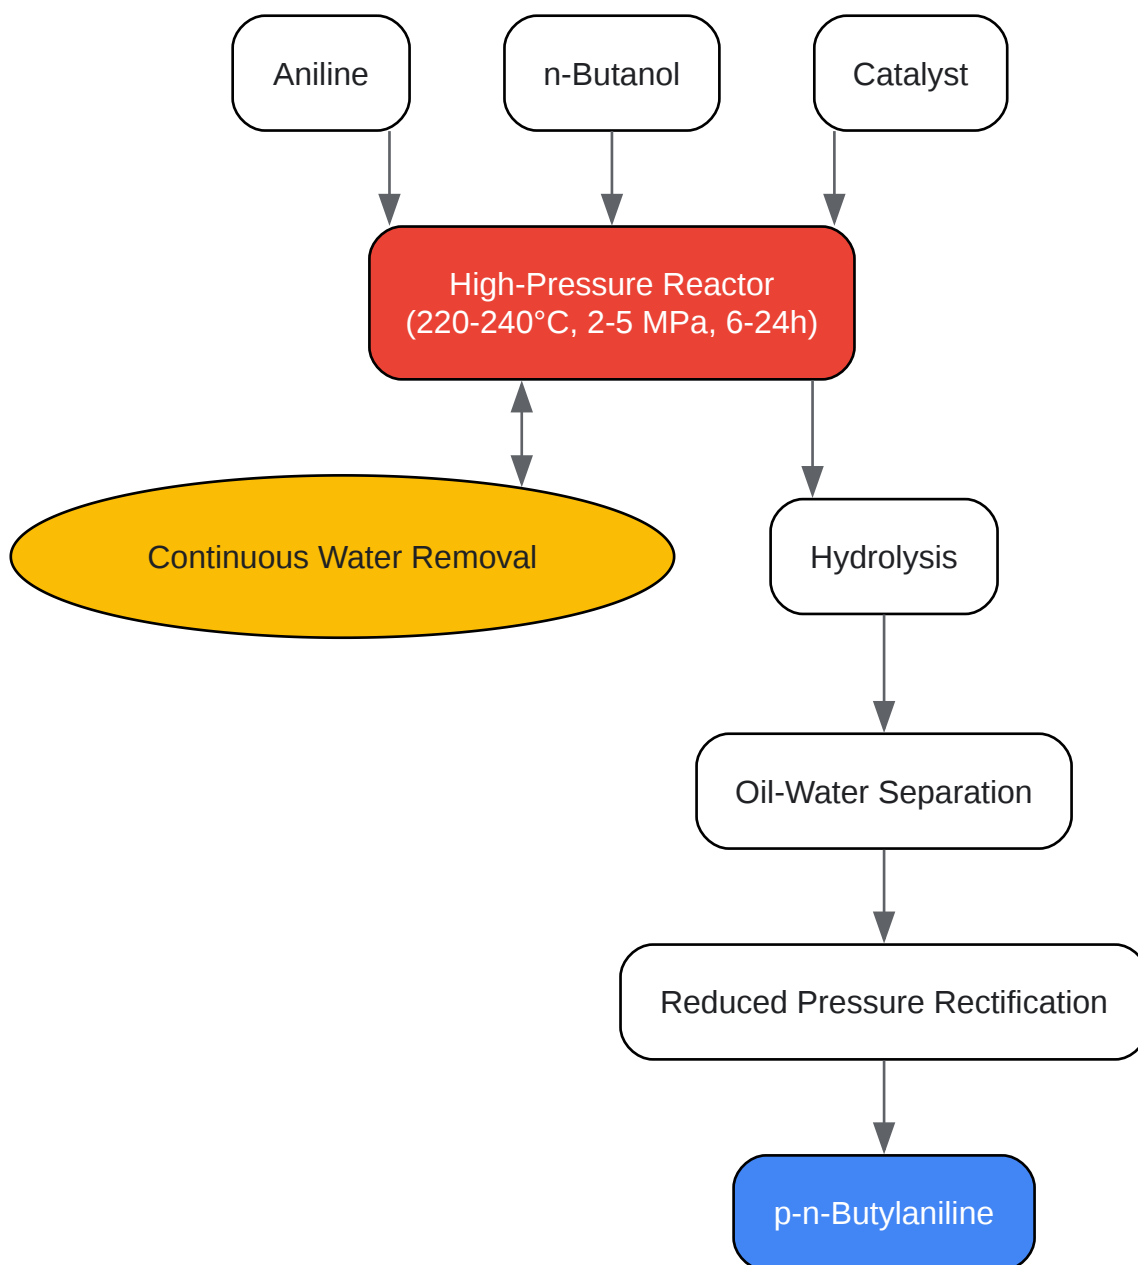 Aniline
n-Butanol
Catalyst
High-Pressure Reactor
(220-240°C, 2-5 MPa, 6-24h)
Continuous Water Removal
Hydrolysis
Oil-Water Separation
Reduced Pressure Rectification
p-n-Butylaniline